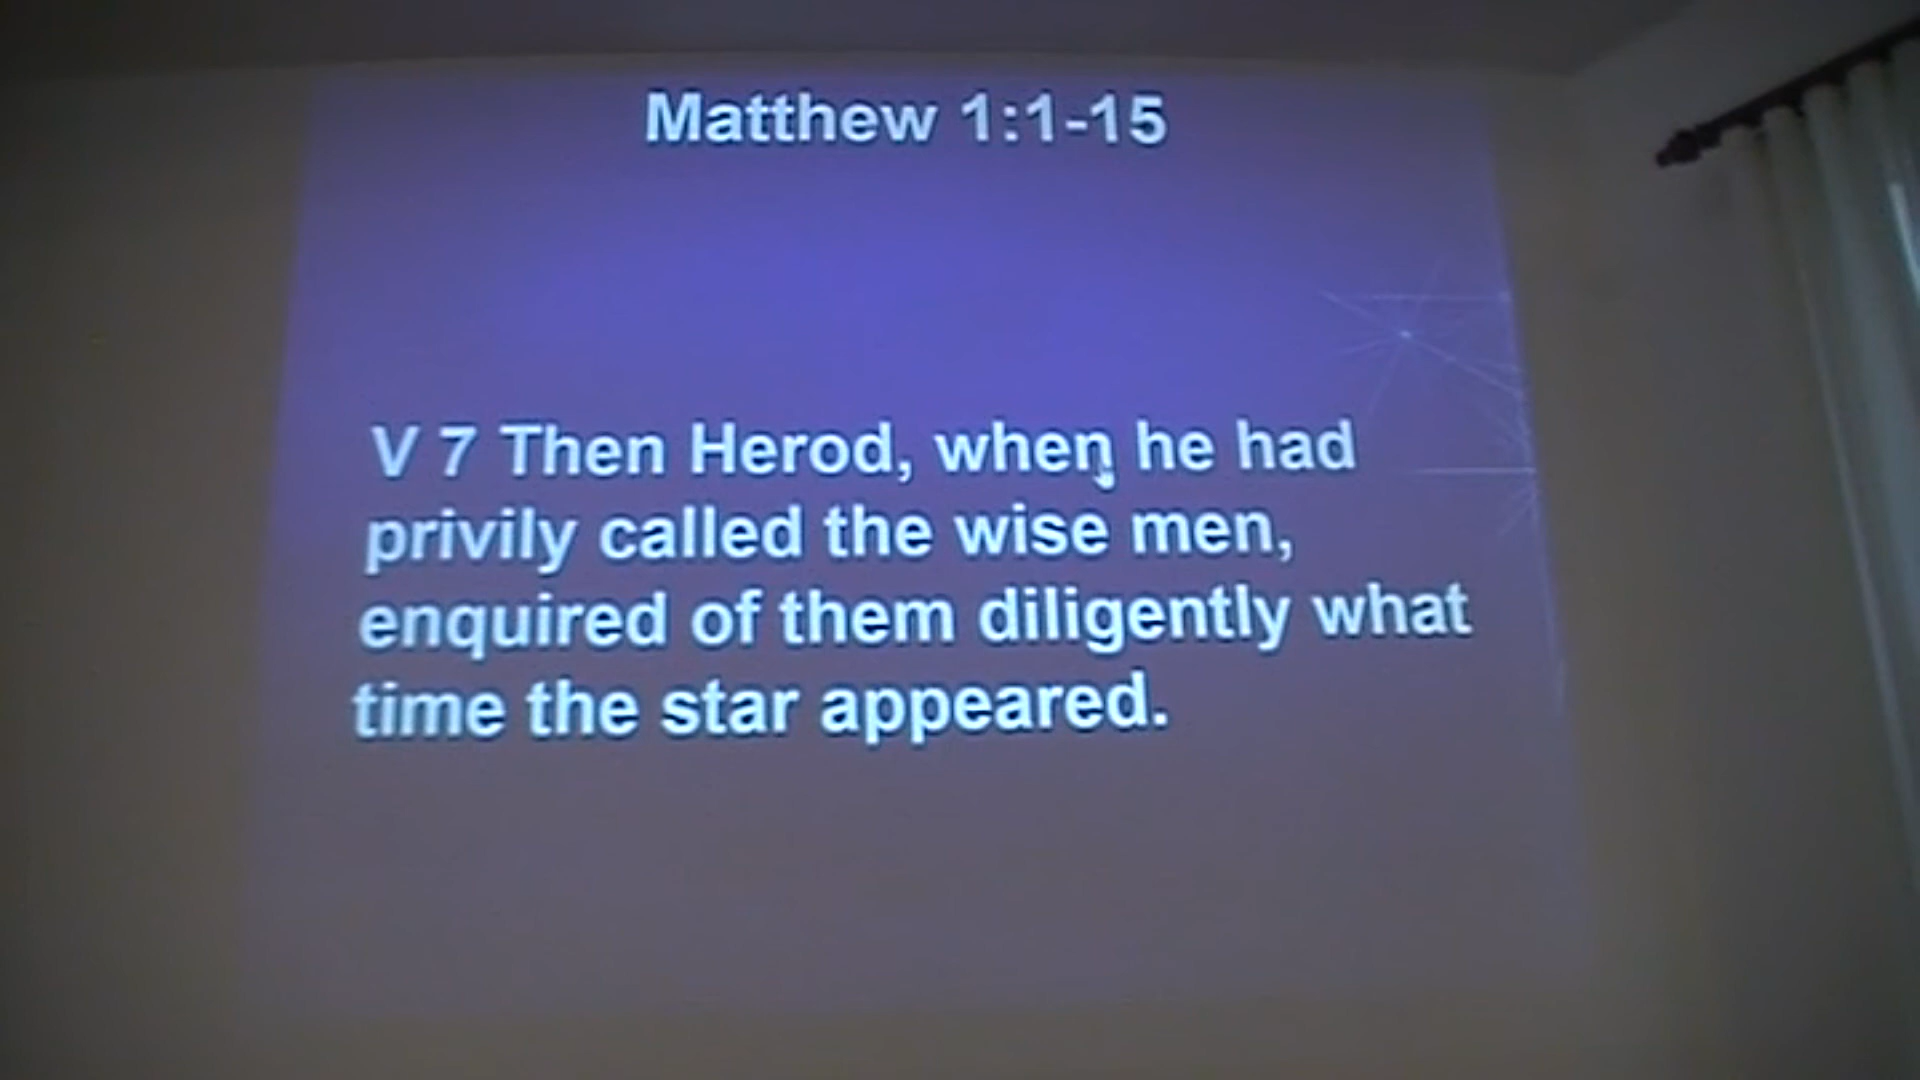 Matthew 1:1-15
V 7 Then Herod, when he had
privily called the wise men,
enquired of them diligently what
time the star appeared.